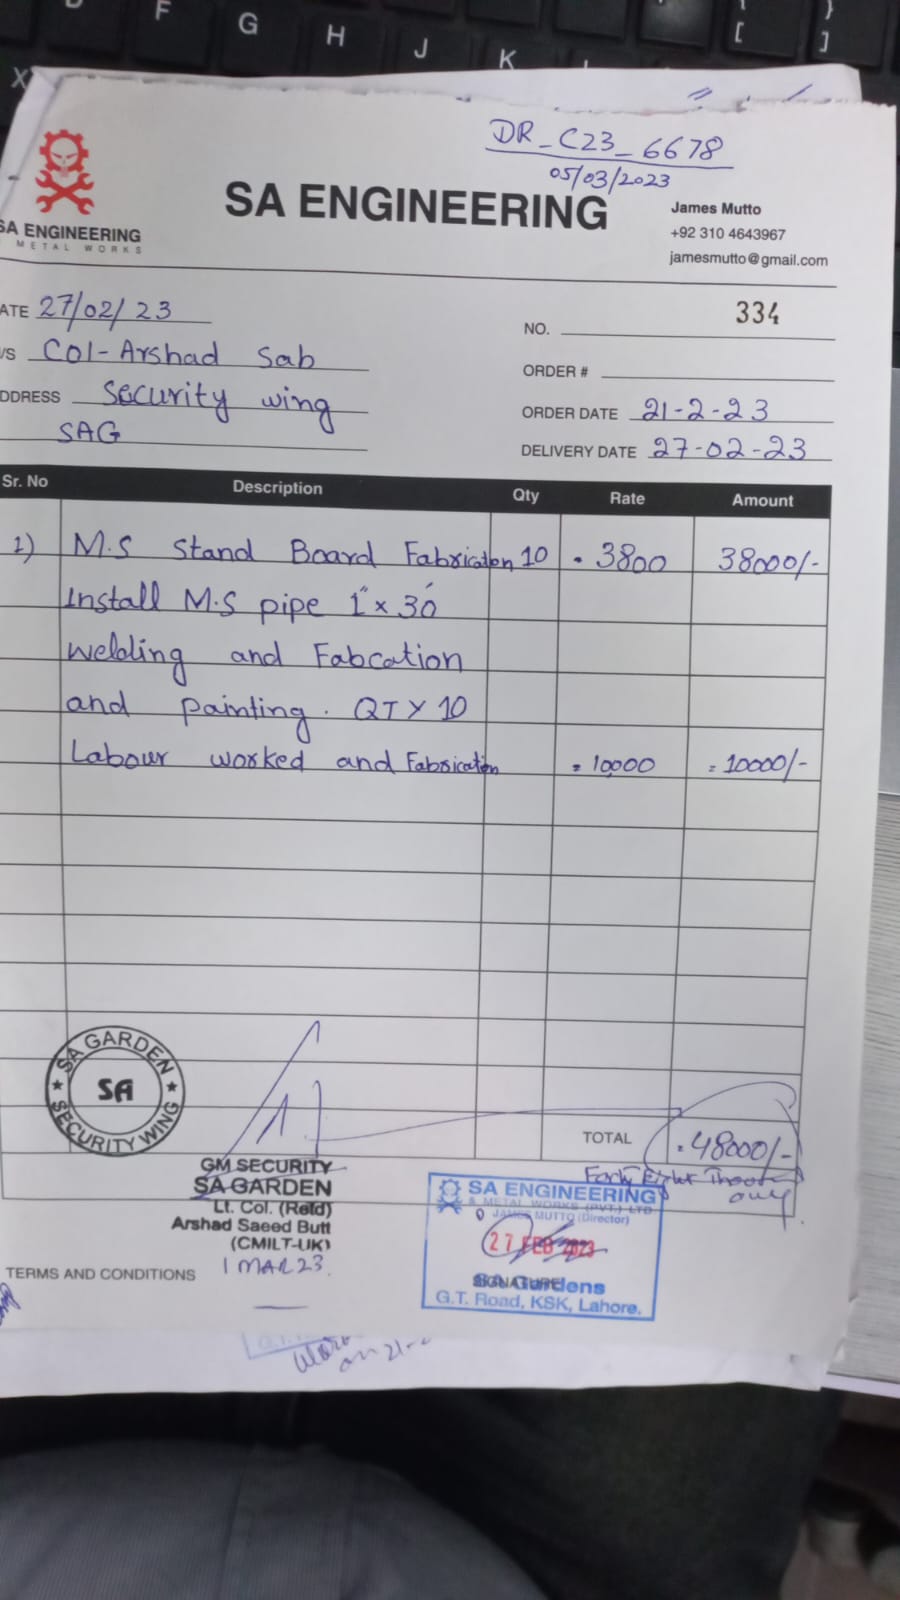 DR_C23_6678
05/03/2023
SA ENGINEERING
METAL WORKS
SA ENGINEERING
James Mutto
+92 310 4643967
jamesmutto@gmail.com
ATE 27/02/23
NO. 334
/S Col-Arshad Sab
ORDER #
DDRESS Security wing
ORDER DATE 21-2-23
SAG
DELIVERY DATE 27-02-23
Sr. No Description Qty Rate Amount
1) M.S Stand Board Fabrication 10 . 3800 38000/-
Install M.S pipe 1"x 30'
welding and Fabcation
and painting. QTY 10
Labour worked and Fabrication = 10,000 = 10000/-
SA GARDEN
SA
SECURITY WING
TOTAL = 48000/-
Forty Eight Thousand
only
GM SECURITY
SA GARDEN
Lt. Col. (Retd)
Arshad Saeed Butt
(CMILT-UK)
1 MAR 23.
SA ENGINEERING
& METAL WORKS (PVT.) LTD
JAMES MUTTO (Director)
27 FEB 2023
SIGNATURE
SA Gardens
G.T. Road, KSK, Lahore.
TERMS AND CONDITIONS
on 21-2
F G H J K L X [ ] { }